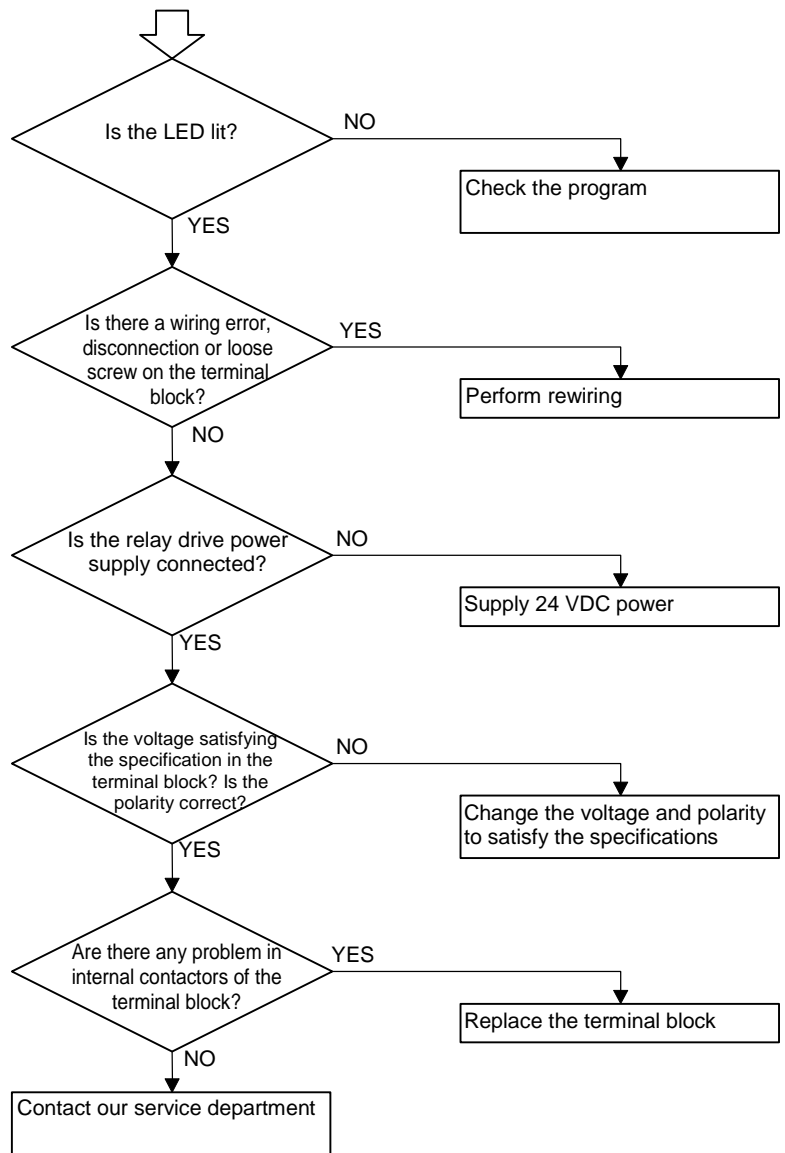 Is the LED lit?
NO
Check the program
YES
Is there a wiring error,
disconnection or loose
screw on the terminal
block?
YES
Perform rewiring
NO
Is the relay drive power
supply connected?
NO
Supply 24 VDC power
YES
Is the voltage satisfying
the specification in the
terminal block? Is the
polarity correct?
NO
Change the voltage and polarity
to satisfy the specifications
YES
Are there any problem in
internal contactors of the
terminal block?
YES
Replace the terminal block
NO
Contact our service department